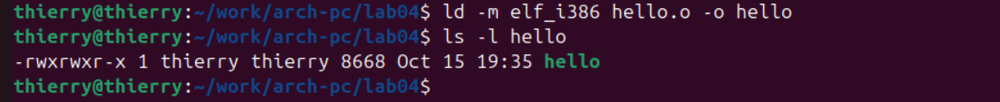 thierry@thierry:~/work/arch-pc/lab04$ ld -m elf_i386 hello.o -o hello
thierry@thierry:~/work/arch-pc/lab04$ ls -l hello
-rwxrwxr-x 1 thierry thierry 8668 Oct 15 19:35 hello
thierry@thierry:~/work/arch-pc/lab04$